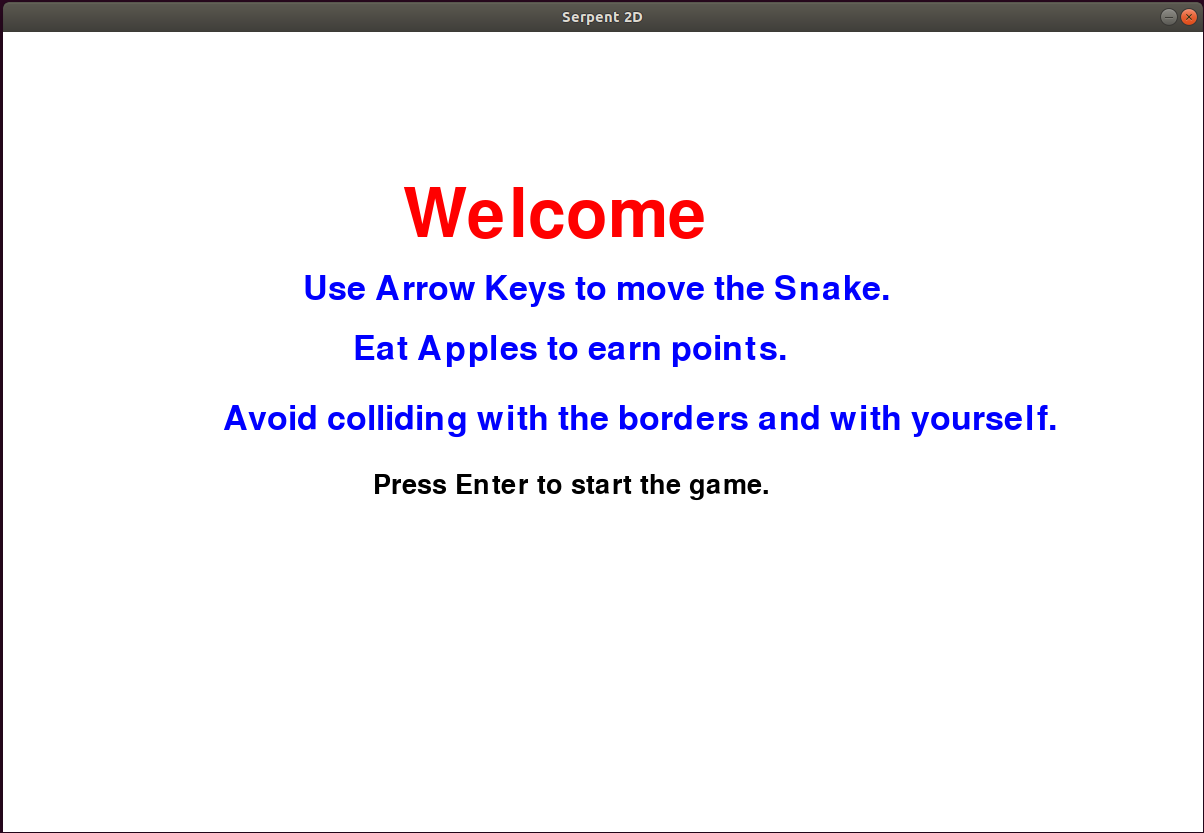 Serpent 2D
Welcome
Use Arrow Keys to move the Snake.
Eat Apples to earn points.
Avoid colliding with the borders and with yourself.
Press Enter to start the game.